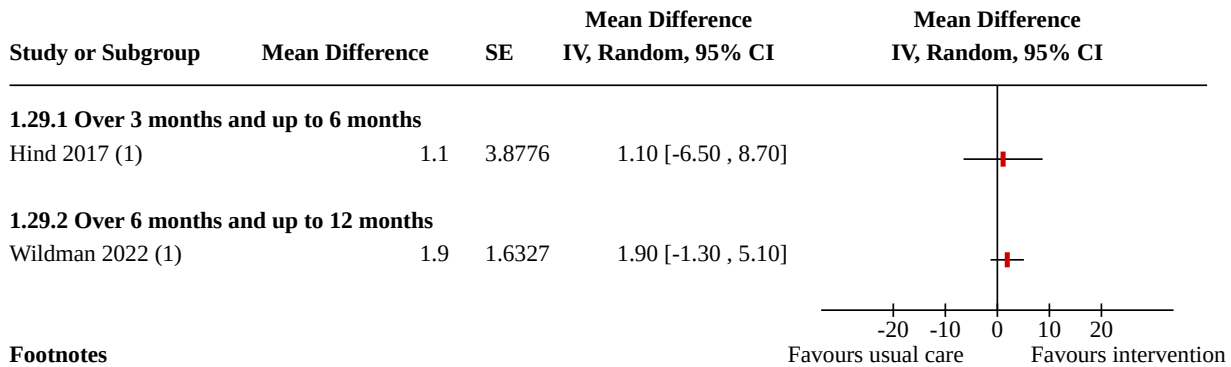 Mean Difference Mean Difference
Study or Subgroup Mean Difference SE IV, Random, 95% CI IV, Random, 95% CI
1.29.1 Over 3 months and up to 6 months
Hind 2017 (1) 1.1 3.8776 1.10 [-6.50 , 8.70]
1.29.2 Over 6 months and up to 12 months
Wildman 2022 (1) 1.9 1.6327 1.90 [-1.30 , 5.10]
-20 -10 0 10 20
Footnotes Favours usual care Favours intervention